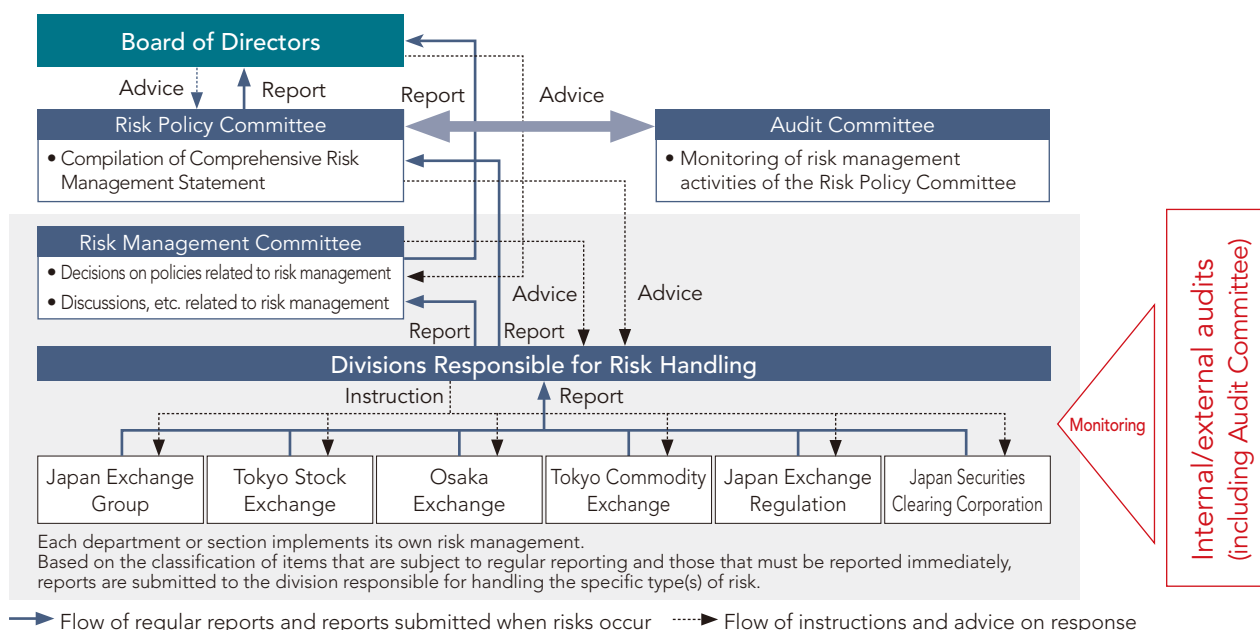 Board of Directors
Advice
Report
Report
Advice
Risk Policy Committee
• Compilation of Comprehensive Risk
Management Statement
Audit Committee
• Monitoring of risk management
activities of the Risk Policy Committee
Risk Management Committee
• Decisions on policies related to risk management
• Discussions, etc. related to risk management
Advice
Advice
Report
Report
Divisions Responsible for Risk Handling
Instruction
Report
Japan Exchange
Group
Tokyo Stock
Exchange
Osaka
Exchange
Tokyo Commodity
Exchange
Japan Exchange
Regulation
Japan Securities
Clearing Corporation
Each department or section implements its own risk management.
Based on the classification of items that are subject to regular reporting and those that must be reported immediately,
reports are submitted to the division responsible for handling the specific type(s) of risk.
Monitoring
Internal/external audits
(including Audit Committee)
Flow of regular reports and reports submitted when risks occur
Flow of instructions and advice on response